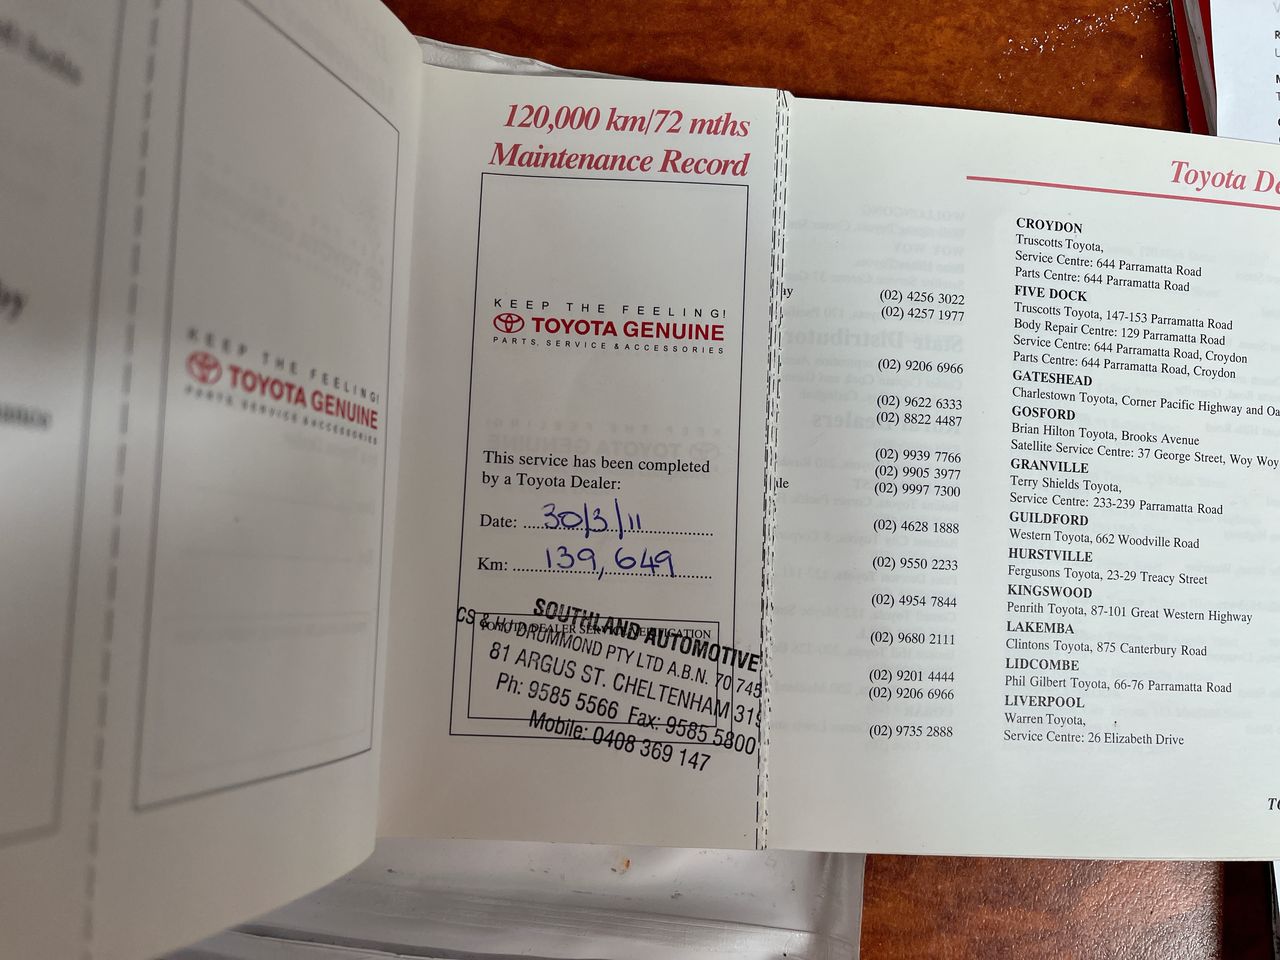 120,000 km/72 mths
Maintenance Record
KEEP THE FEELING!
TOYOTA GENUINE
PARTS, SERVICE & ACCESSORIES
This service has been completed
by a Toyota Dealer:
Date: 30/3/11
Km: 139,649
TOYOTA DEALER SERVICE VERIFICATION
SOUTHLAND AUTOMOTIVE
CS & HJ DRUMMOND PTY LTD A.B.N. 70 745
81 ARGUS ST. CHELTENHAM 319
Ph: 9585 5566 Fax: 9585 5800
Mobile: 0408 369 147
KEEP THE FEELING!
TOYOTA GENUINE
PARTS, SERVICE & ACCESSORIES
(02) 4256 3022
(02) 4257 1977
(02) 9206 6966
(02) 9622 6333
(02) 8822 4487
(02) 9939 7766
(02) 9905 3977
(02) 9997 7300
(02) 4628 1888
(02) 9550 2233
(02) 4954 7844
(02) 9680 2111
(02) 9201 4444
(02) 9206 6966
(02) 9735 2888
Toyota De
CROYDON
Truscotts Toyota,
Service Centre: 644 Parramatta Road
Parts Centre: 644 Parramatta Road
FIVE DOCK
Truscotts Toyota, 147-153 Parramatta Road
Body Repair Centre: 129 Parramatta Road
Service Centre: 644 Parramatta Road, Croydon
Parts Centre: 644 Parramatta Road, Croydon
GATESHEAD
Charlestown Toyota, Corner Pacific Highway and Oa
GOSFORD
Brian Hilton Toyota, Brooks Avenue
Satellite Service Centre: 37 George Street, Woy Woy
GRANVILLE
Terry Shields Toyota,
Service Centre: 233-239 Parramatta Road
GUILDFORD
Western Toyota, 662 Woodville Road
HURSTVILLE
Fergusons Toyota, 23-29 Treacy Street
KINGSWOOD
Penrith Toyota, 87-101 Great Western Highway
LAKEMBA
Clintons Toyota, 875 Canterbury Road
LIDCOMBE
Phil Gilbert Toyota, 66-76 Parramatta Road
LIVERPOOL
Warren Toyota,
Service Centre: 26 Elizabeth Drive